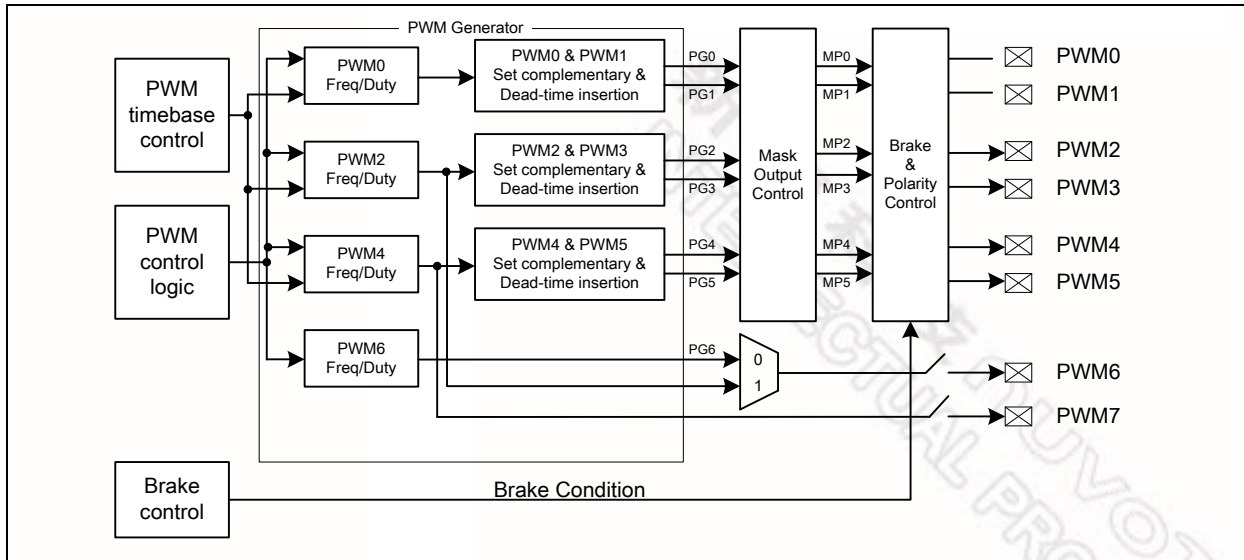 PWM Generator
PWM
timebase
control
PWM
control
logic
Brake
control
PWM0
Freq/Duty
PWM2
Freq/Duty
PWM4
Freq/Duty
PWM6
Freq/Duty
PWM0 & PWM1
Set complementary &
Dead-time insertion
PWM2 & PWM3
Set complementary &
Dead-time insertion
PWM4 & PWM5
Set complementary &
Dead-time insertion
PG0
PG1
PG2
PG3
PG4
PG5
PG6
Mask
Output
Control
0
1
MP0
MP1
MP2
MP3
MP4
MP5
Brake
&
Polarity
Control
PWM0
PWM1
PWM2
PWM3
PWM4
PWM5
PWM6
PWM7
Brake Condition